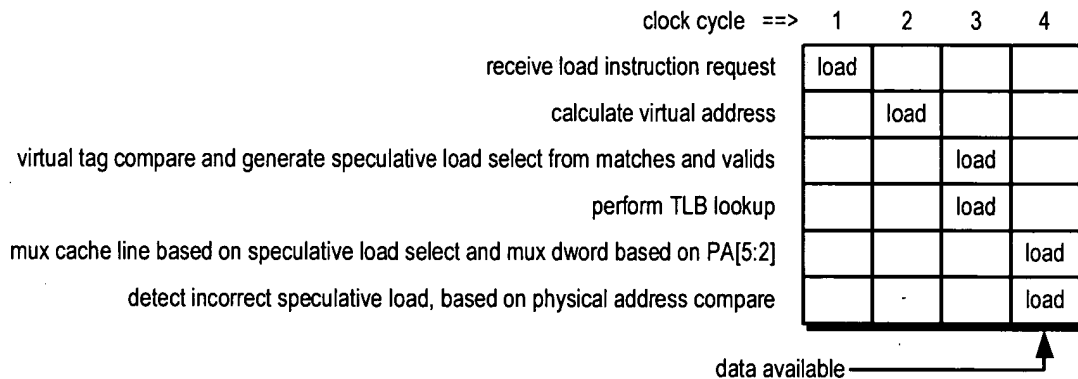 clock cycle ==> 1 2 3 4
receive load instruction request load
calculate virtual address load
virtual tag compare and generate speculative load select from matches and valids load
perform TLB lookup load
mux cache line based on speculative load select and mux dword based on PA[5:2] load
detect incorrect speculative load, based on physical address compare load
data available